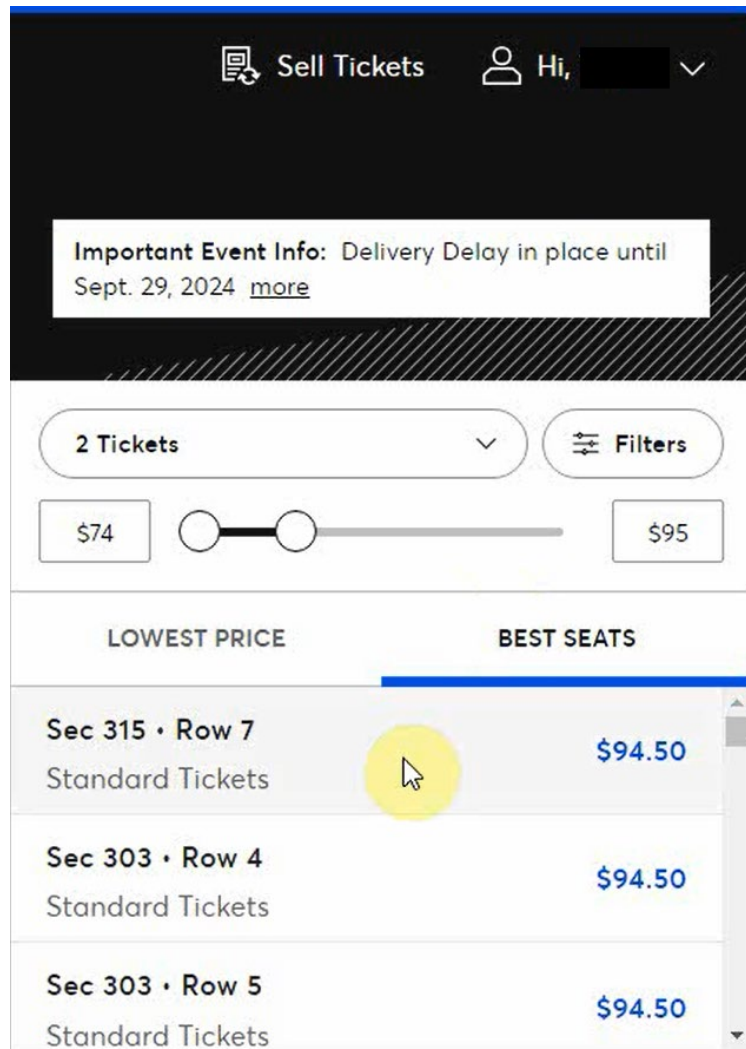 Sell Tickets Hi,
Important Event Info: Delivery Delay in place until
Sept. 29, 2024 more
2 Tickets Filters
$74 $95
LOWEST PRICE BEST SEATS
Sec 315 • Row 7
$94.50
Standard Tickets
Sec 303 • Row 4
$94.50
Standard Tickets
Sec 303 • Row 5
$94.50
Standard Tickets